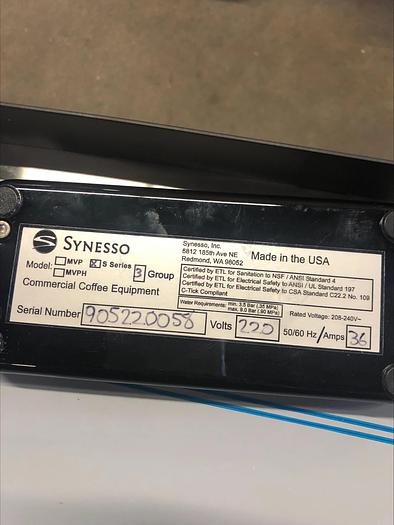 SYNESSO
Model: MVP S Series
MVPH 3 Group
Commercial Coffee Equipment
Serial Number 905220058 Volts 220 50/60 Hz/Amps 36
Synesso, Inc.
6812 185th Ave NE
Redmond, WA 98052
Made in the USA
Certified by ETL for Sanitation to NSF / ANSI Standard 4
Certified by ETL for Electrical Safety to ANSI / UL Standard 197
Certified by ETL for Electrical Safety to CSA Standard C22.2 No. 109
C-Tick Compliant
Water Requirements: min. 3.5 Bar (.35 MPa)
max. 9.0 Bar (.90 MPa)
Rated Voltage: 208-240V~